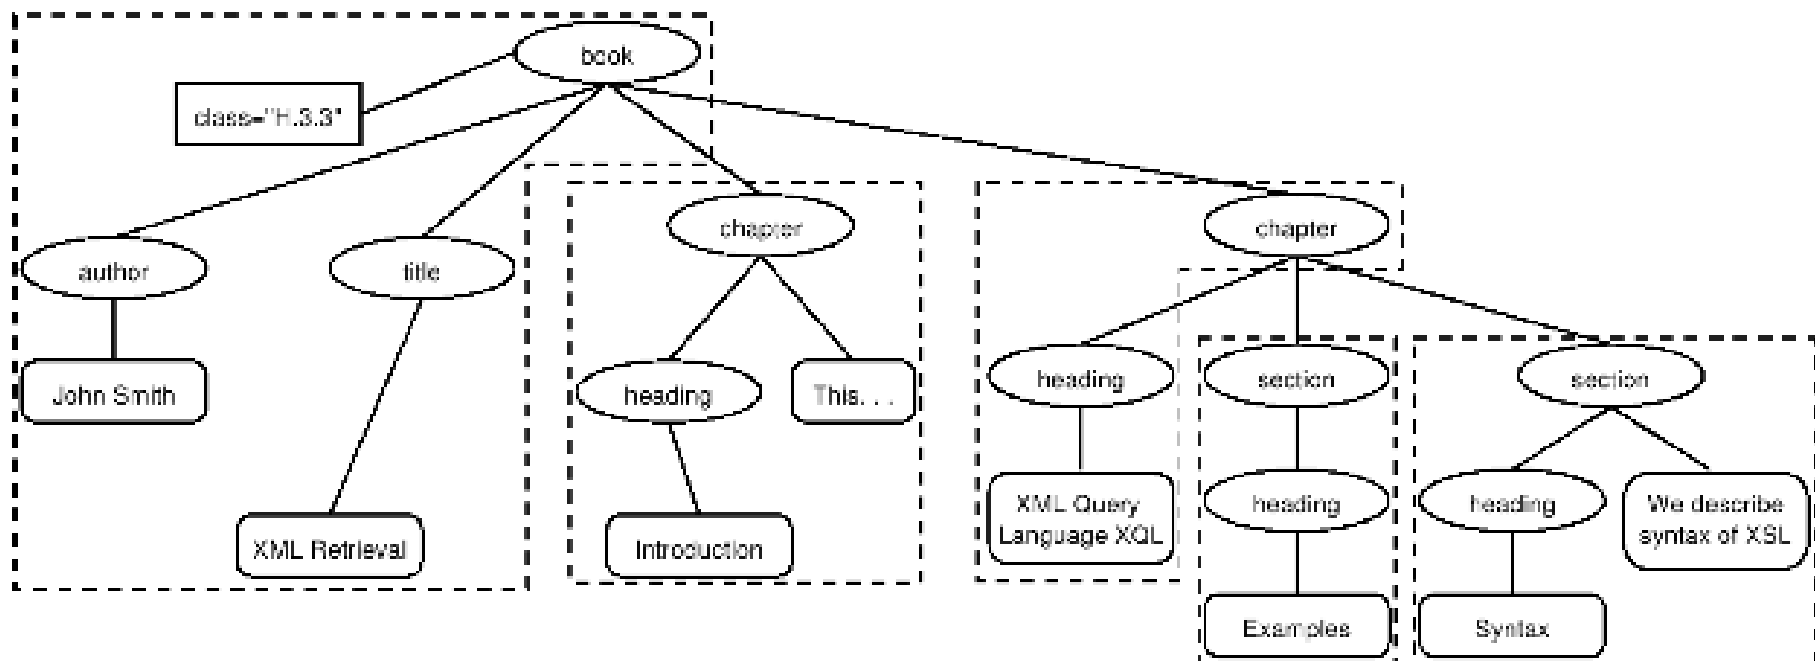 book
class="H.3.3"
chapter
chapter
author
title
heading
section
section
John Smith
heading
This. . .
XML Query
Language XQL
heading
heading
We describe
syntax of XSL
XML Retrieval
Introduction
Examples
Syntax